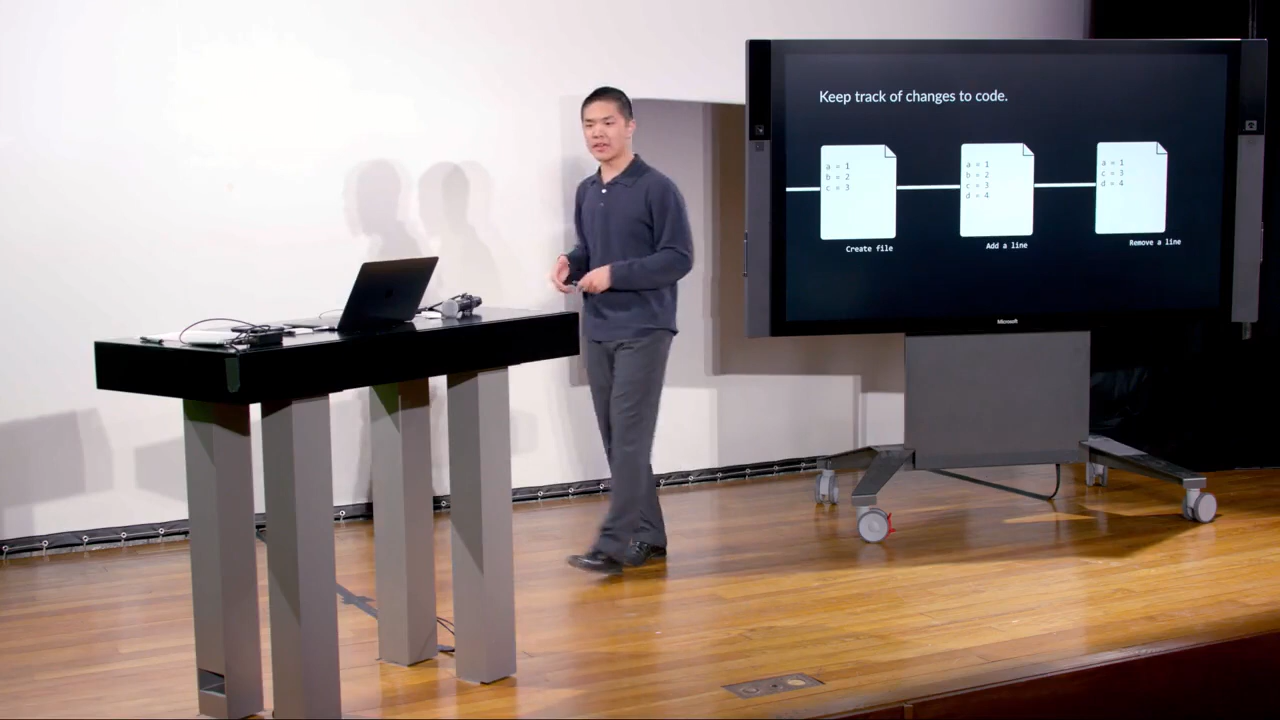 Keep track of changes to code.
a = 1
b = 2
c = 3
Create file
a = 1
b = 2
c = 3
d = 4
Add a line
a = 1
c = 3
d = 4
Remove a line
Microsoft